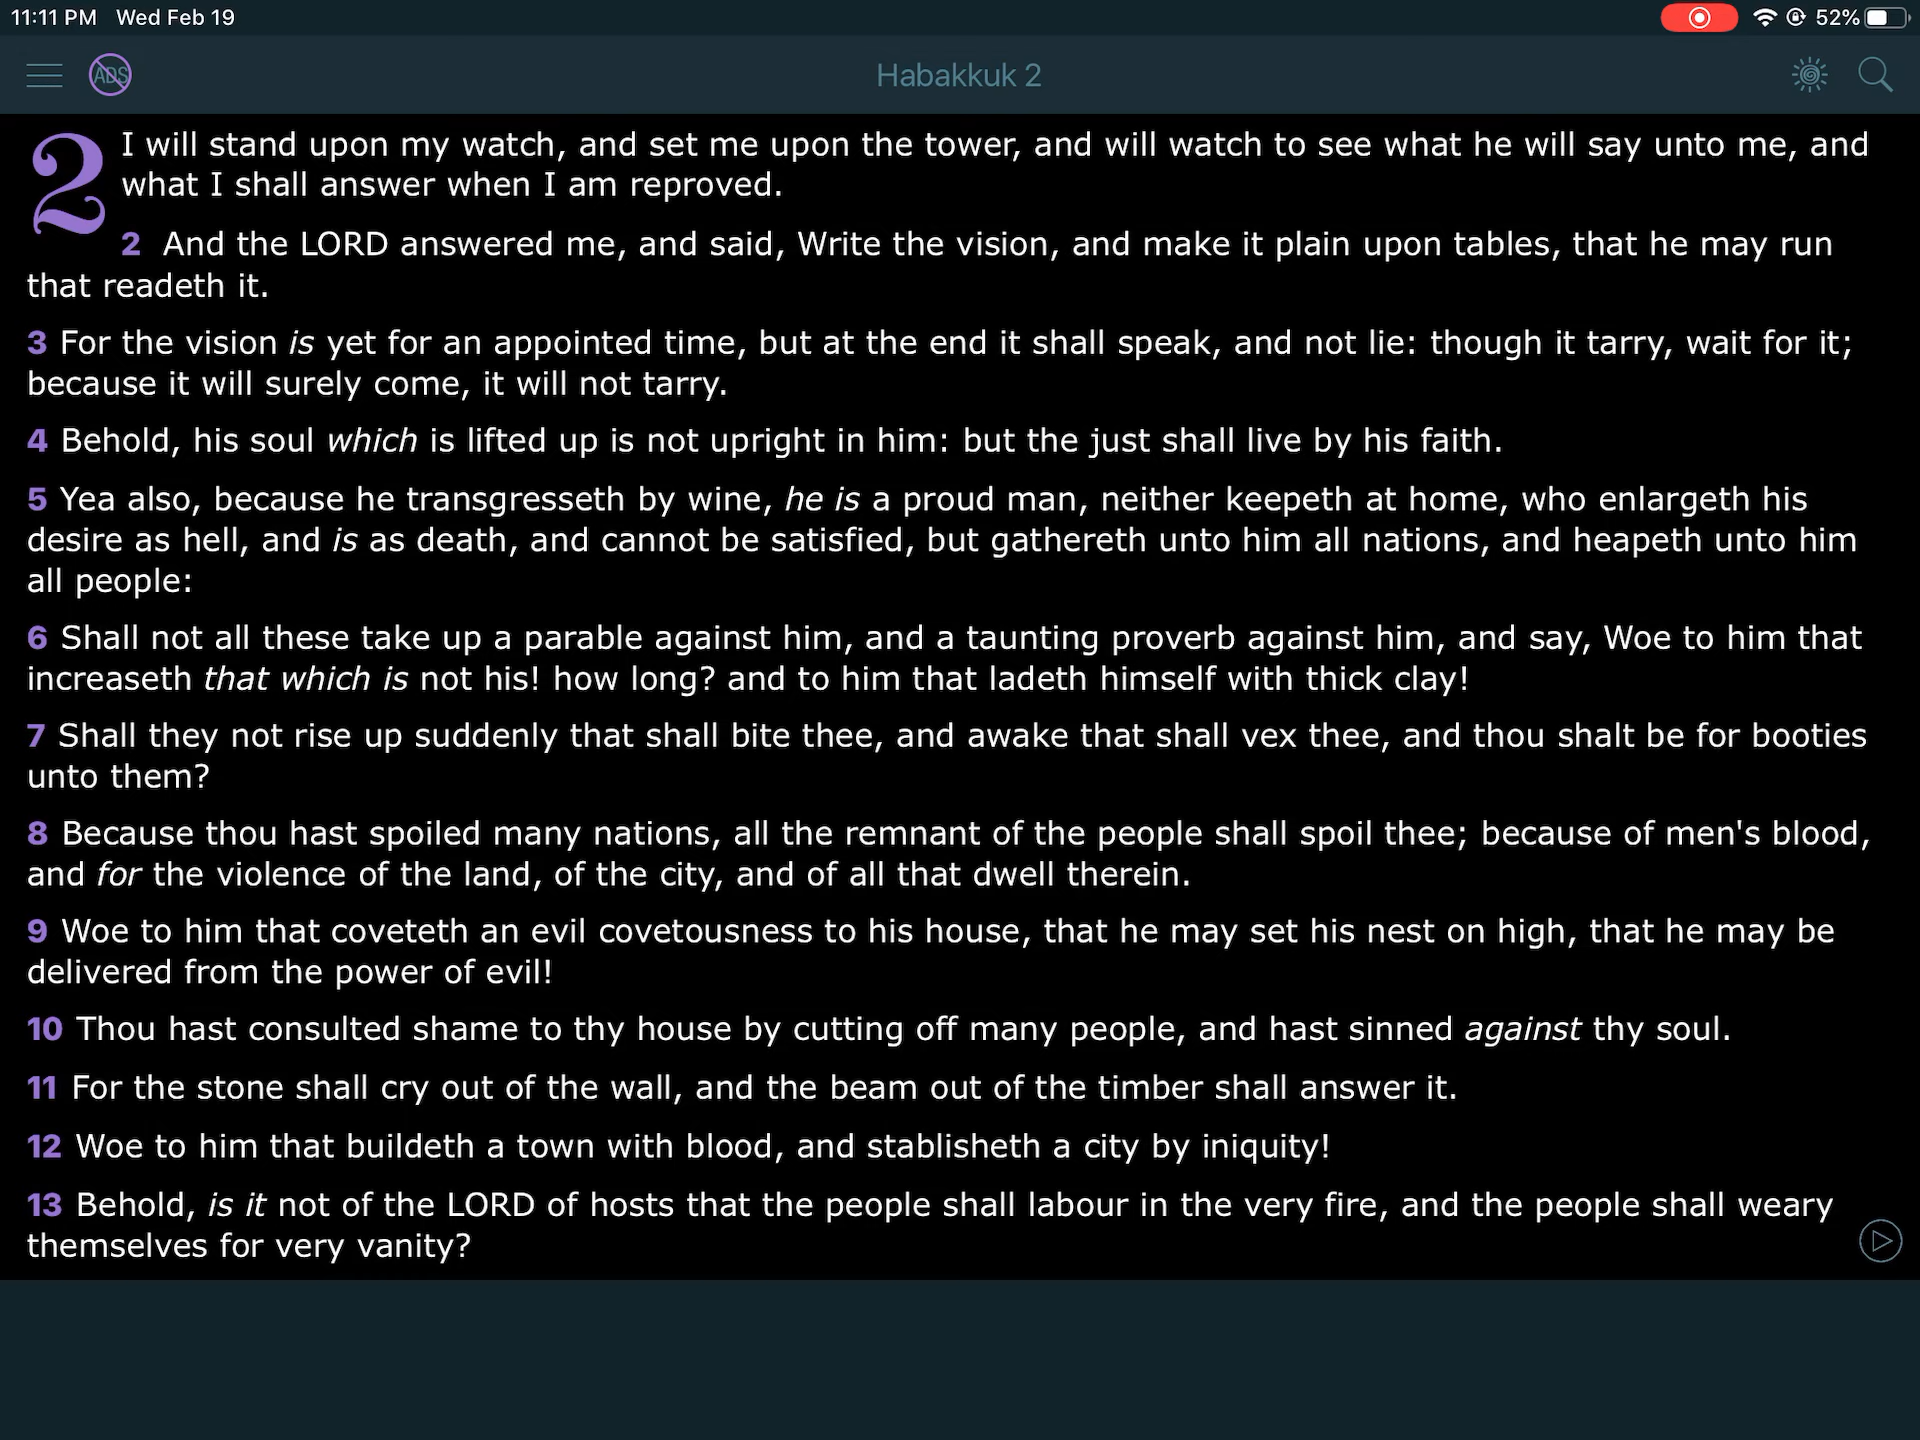 11:11 PM Wed Feb 19 52%
ADS Habakkuk 2
2 I will stand upon my watch, and set me upon the tower, and will watch to see what he will say unto me, and
what I shall answer when I am reproved.
2 And the LORD answered me, and said, Write the vision, and make it plain upon tables, that he may run
that readeth it.
3 For the vision is yet for an appointed time, but at the end it shall speak, and not lie: though it tarry, wait for it;
because it will surely come, it will not tarry.
4 Behold, his soul which is lifted up is not upright in him: but the just shall live by his faith.
5 Yea also, because he transgresseth by wine, he is a proud man, neither keepeth at home, who enlargeth his
desire as hell, and is as death, and cannot be satisfied, but gathereth unto him all nations, and heapeth unto him
all people:
6 Shall not all these take up a parable against him, and a taunting proverb against him, and say, Woe to him that
increaseth that which is not his! how long? and to him that ladeth himself with thick clay!
7 Shall they not rise up suddenly that shall bite thee, and awake that shall vex thee, and thou shalt be for booties
unto them?
8 Because thou hast spoiled many nations, all the remnant of the people shall spoil thee; because of men's blood,
and for the violence of the land, of the city, and of all that dwell therein.
9 Woe to him that coveteth an evil covetousness to his house, that he may set his nest on high, that he may be
delivered from the power of evil!
10 Thou hast consulted shame to thy house by cutting off many people, and hast sinned against thy soul.
11 For the stone shall cry out of the wall, and the beam out of the timber shall answer it.
12 Woe to him that buildeth a town with blood, and stablisheth a city by iniquity!
13 Behold, is it not of the LORD of hosts that the people shall labour in the very fire, and the people shall weary
themselves for very vanity?